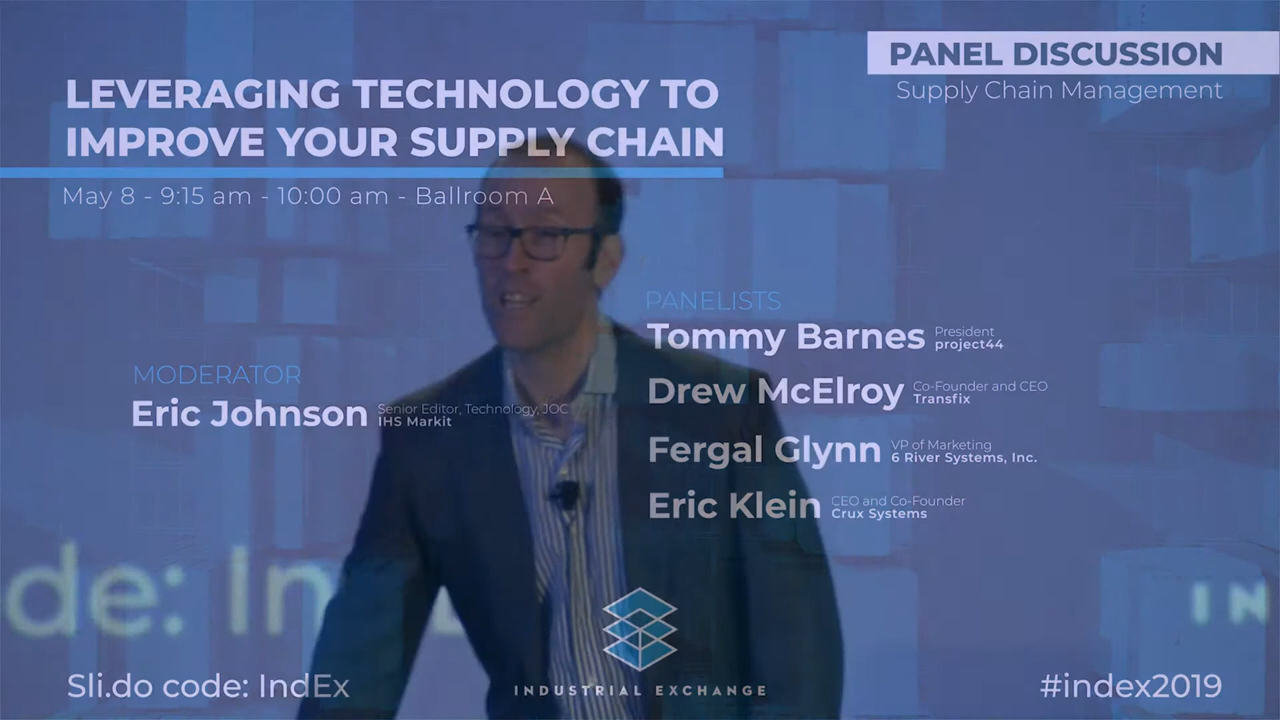 PANEL DISCUSSION
Supply Chain Management
LEVERAGING TECHNOLOGY TO
IMPROVE YOUR SUPPLY CHAIN
May 8 - 9:15 am - 10:00 am - Ballroom A
MODERATOR
Eric Johnson Senior Editor, Technology, JOC
IHS Markit
PANELISTS
Tommy Barnes President
project44
Drew McElroy Co-Founder and CEO
Transfix
Fergal Glynn VP of Marketing
6 River Systems, Inc.
Eric Klein CEO and Co-Founder
Crux Systems
de: In
IN
INDUSTRIAL EXCHANGE
Sli.do code: IndEx
#index2019